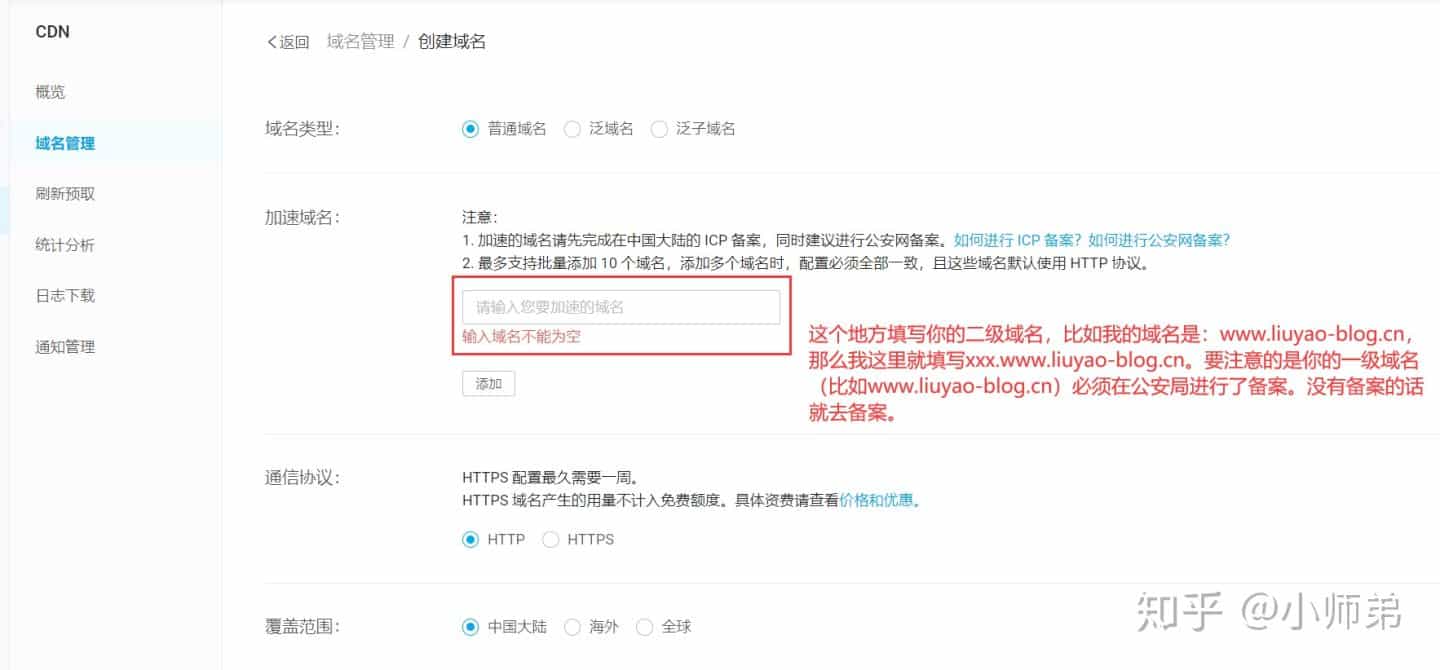 CDN
概览
域名管理
刷新预取
统计分析
日志下载
通知管理
返回 域名管理 / 创建域名
域名类型：
普通域名 泛域名 泛子域名
加速域名：
注意：
1. 加速的域名请先完成在中国大陆的 ICP 备案，同时建议进行公安网备案。如何进行 ICP 备案？如何进行公安网备案？
2. 最多支持批量添加 10 个域名，添加多个域名时，配置必须全部一致，且这些域名默认使用 HTTP 协议。
请输入您要加速的域名
输入域名不能为空
添加
这个地方填写你的二级域名，比如我的域名是：www.liuyao-blog.cn，
那么我这里就填写xxx.www.liuyao-blog.cn。要注意的是你的一级域名
（比如www.liuyao-blog.cn）必须在公安局进行了备案。没有备案的话
就去备案。
通信协议：
HTTPS 配置最久需要一周。
HTTPS 域名产生的用量不计入免费额度。具体资费请查看价格和优惠。
HTTP HTTPS
覆盖范围：
中国大陆 海外 全球
知乎 @小师弟